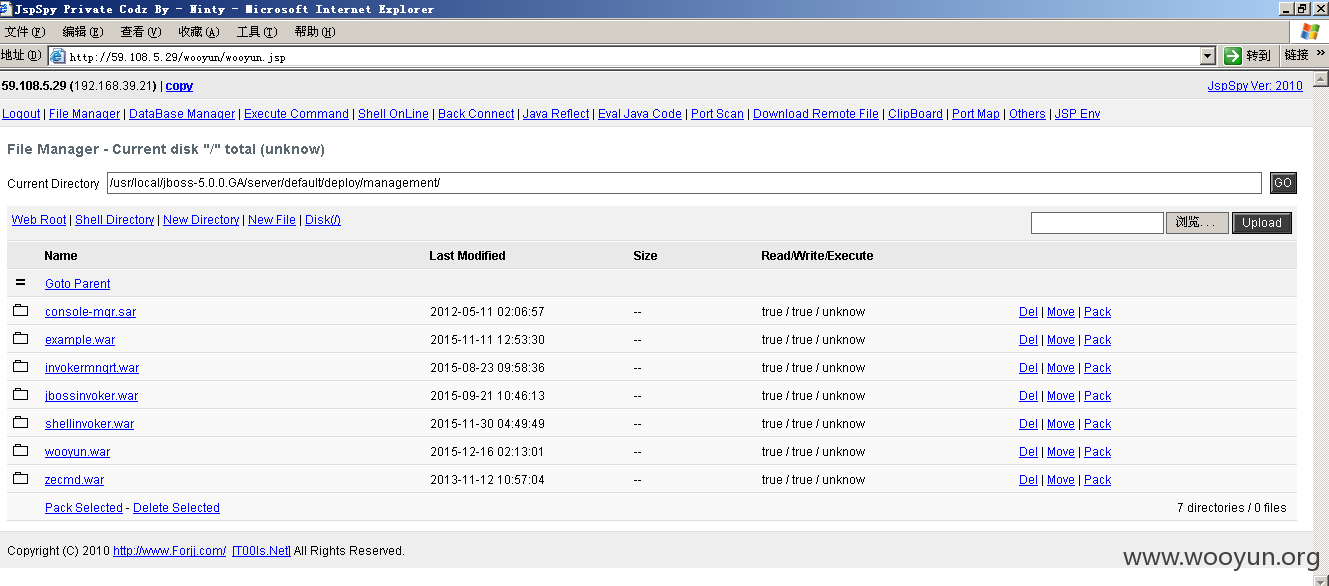 JspSpy Private Codz By - Ninty - Microsoft Internet Explorer
文件(F) 编辑(E) 查看(V) 收藏(A) 工具(T) 帮助(H)
地址(D) http://59.108.5.29/wooyun/wooyun.jsp 转到 链接 »
59.108.5.29 (192.168.39.21) | copy JspSpy Ver: 2010
Logout | File Manager | DataBase Manager | Execute Command | Shell OnLine | Back Connect | Java Reflect | Eval Java Code | Port Scan | Download Remote File | ClipBoard | Port Map | Others | JSP Env
File Manager - Current disk "/" total (unknow)
Current Directory /usr/local/jboss-5.0.0.GA/server/default/deploy/management/ GO
Web Root | Shell Directory | New Directory | New File | Disk(/) 浏览... Upload
Name Last Modified Size Read/Write/Execute
= Goto Parent
console-mgr.sar 2012-05-11 02:06:57 -- true / true / unknow Del | Move | Pack
example.war 2015-11-11 12:53:30 -- true / true / unknow Del | Move | Pack
invokermngrt.war 2015-08-23 09:58:36 -- true / true / unknow Del | Move | Pack
jbossinvoker.war 2015-09-21 10:46:13 -- true / true / unknow Del | Move | Pack
shellinvoker.war 2015-11-30 04:49:49 -- true / true / unknow Del | Move | Pack
wooyun.war 2015-12-16 02:13:01 -- true / true / unknow Del | Move | Pack
zecmd.war 2013-11-12 10:57:04 -- true / true / unknow Del | Move | Pack
Pack Selected - Delete Selected 7 directories / 0 files
Copyright (C) 2010 http://www.Forjj.com/ [T00ls.Net] All Rights Reserved.
www.wooyun.org